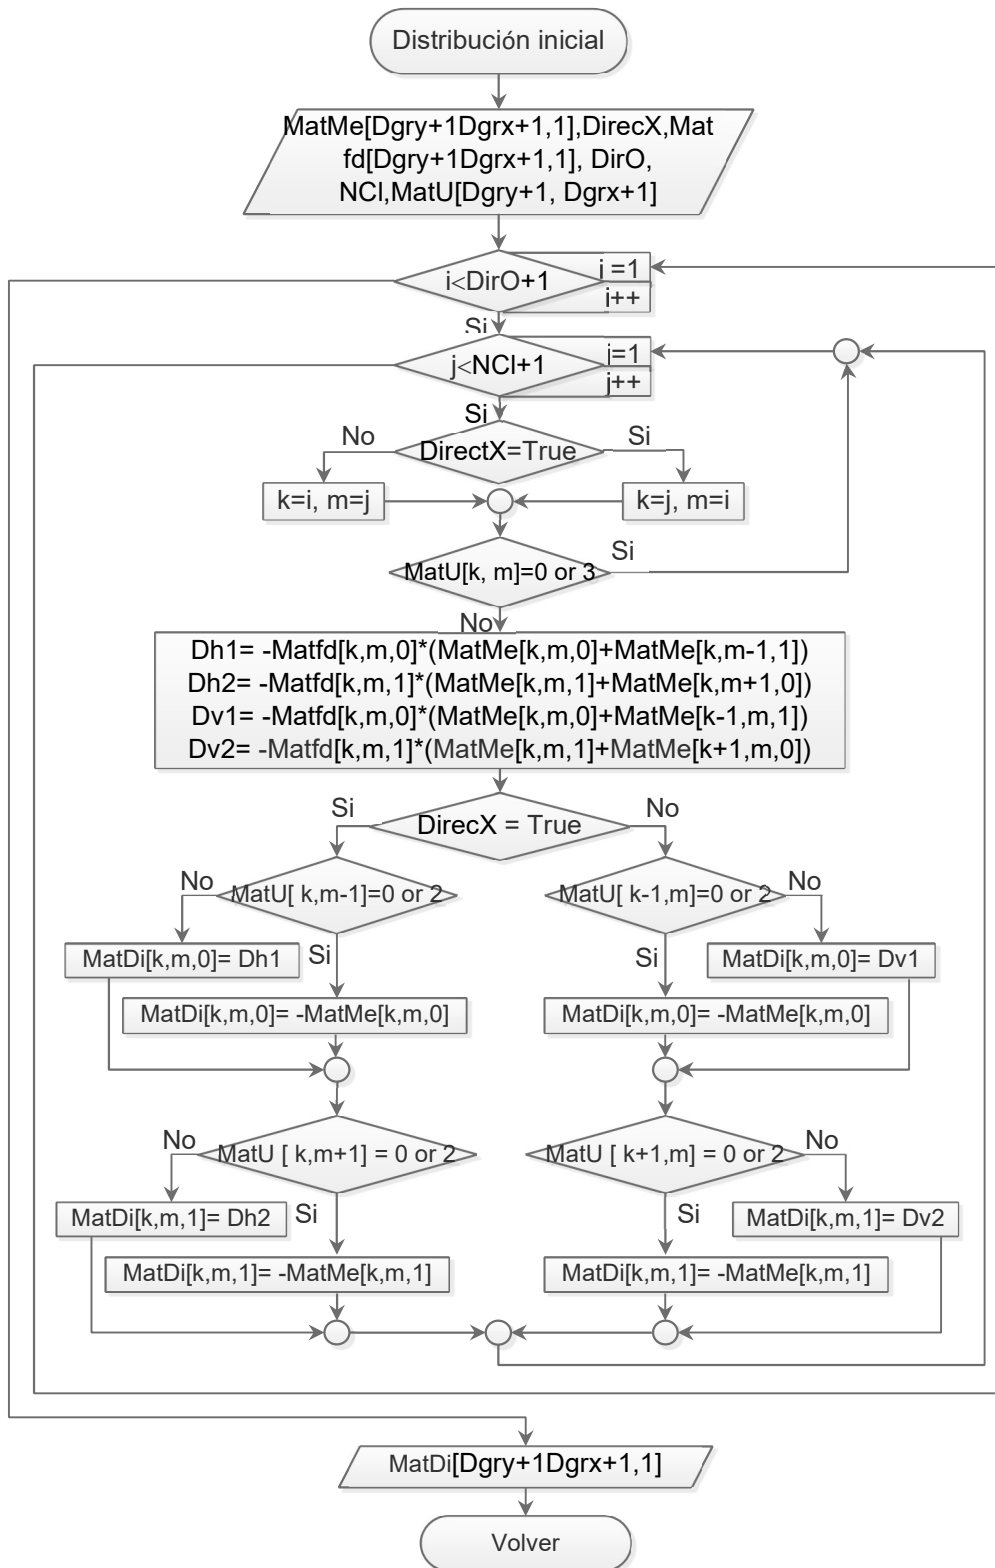 Distribución inicial
MatMe[Dgry+1Dgrx+1,1],DirecX,Mat
fd[Dgry+1Dgrx+1,1], DirO,
NCI,MatU[Dgry+1, Dgrx+1]
i<DirO+1
i =1
i++
Si
j<NCI+1
j=1
j++
Si
No
DirectX=True
Si
k=i, m=j
k=j, m=i
MatU[k, m]=0 or 3
Si
No
Dh1= -Matfd[k,m,0]*(MatMe[k,m,0]+MatMe[k,m-1,1])
Dh2= -Matfd[k,m,1]*(MatMe[k,m,1]+MatMe[k,m+1,0])
Dv1= -Matfd[k,m,0]*(MatMe[k,m,0]+MatMe[k-1,m,1])
Dv2= -Matfd[k,m,1]*(MatMe[k,m,1]+MatMe[k+1,m,0])
Si
DirecX = True
No
No
MatU[ k,m-1]=0 or 2
MatU[ k-1,m]=0 or 2
No
MatDi[k,m,0]= Dh1
Si
Si
MatDi[k,m,0]= Dv1
MatDi[k,m,0]= -MatMe[k,m,0]
MatDi[k,m,0]= -MatMe[k,m,0]
No
MatU [ k,m+1] = 0 or 2
MatU [ k+1,m] = 0 or 2
No
MatDi[k,m,1]= Dh2
Si
Si
MatDi[k,m,1]= Dv2
MatDi[k,m,1]= -MatMe[k,m,1]
MatDi[k,m,1]= -MatMe[k,m,1]
MatDi[Dgry+1Dgrx+1,1]
Volver